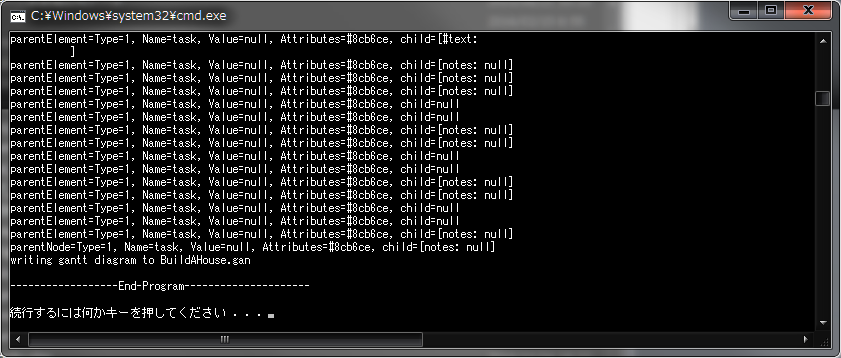 C:¥Windows¥system32¥cmd.exe
parentElement=Type=1, Name=task, Value=null, Attributes=#8cb6ce, child=[#text:
]
parentElement=Type=1, Name=task, Value=null, Attributes=#8cb6ce, child=[notes: null]
parentElement=Type=1, Name=task, Value=null, Attributes=#8cb6ce, child=[notes: null]
parentElement=Type=1, Name=task, Value=null, Attributes=#8cb6ce, child=[notes: null]
parentElement=Type=1, Name=task, Value=null, Attributes=#8cb6ce, child=null
parentElement=Type=1, Name=task, Value=null, Attributes=#8cb6ce, child=null
parentElement=Type=1, Name=task, Value=null, Attributes=#8cb6ce, child=[notes: null]
parentElement=Type=1, Name=task, Value=null, Attributes=#8cb6ce, child=[notes: null]
parentElement=Type=1, Name=task, Value=null, Attributes=#8cb6ce, child=null
parentElement=Type=1, Name=task, Value=null, Attributes=#8cb6ce, child=null
parentElement=Type=1, Name=task, Value=null, Attributes=#8cb6ce, child=[notes: null]
parentElement=Type=1, Name=task, Value=null, Attributes=#8cb6ce, child=[notes: null]
parentElement=Type=1, Name=task, Value=null, Attributes=#8cb6ce, child=null
parentElement=Type=1, Name=task, Value=null, Attributes=#8cb6ce, child=null
parentElement=Type=1, Name=task, Value=null, Attributes=#8cb6ce, child=[notes: null]
parentNode=Type=1, Name=task, Value=null, Attributes=#8cb6ce, child=[notes: null]
writing gantt diagram to BuildAHouse.gan
------------------End-Program---------------------
続行するには何かキーを押してください . . .